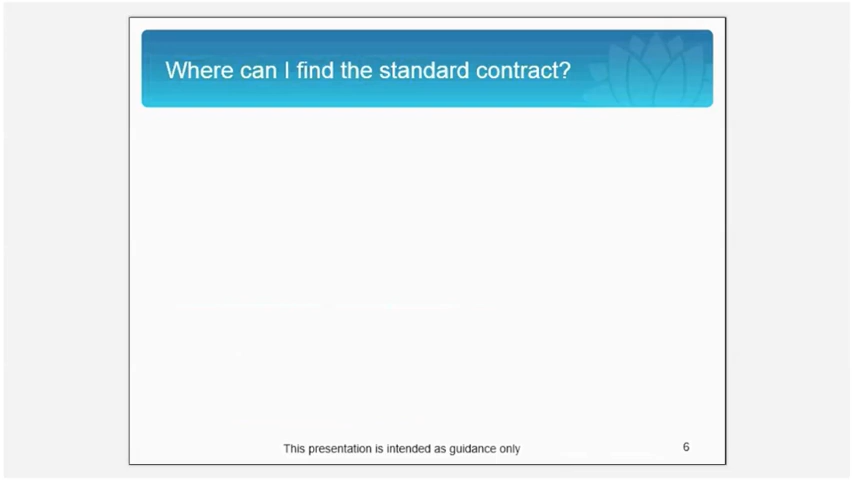 Where can I find the standard contract?
This presentation is intended as guidance only
6